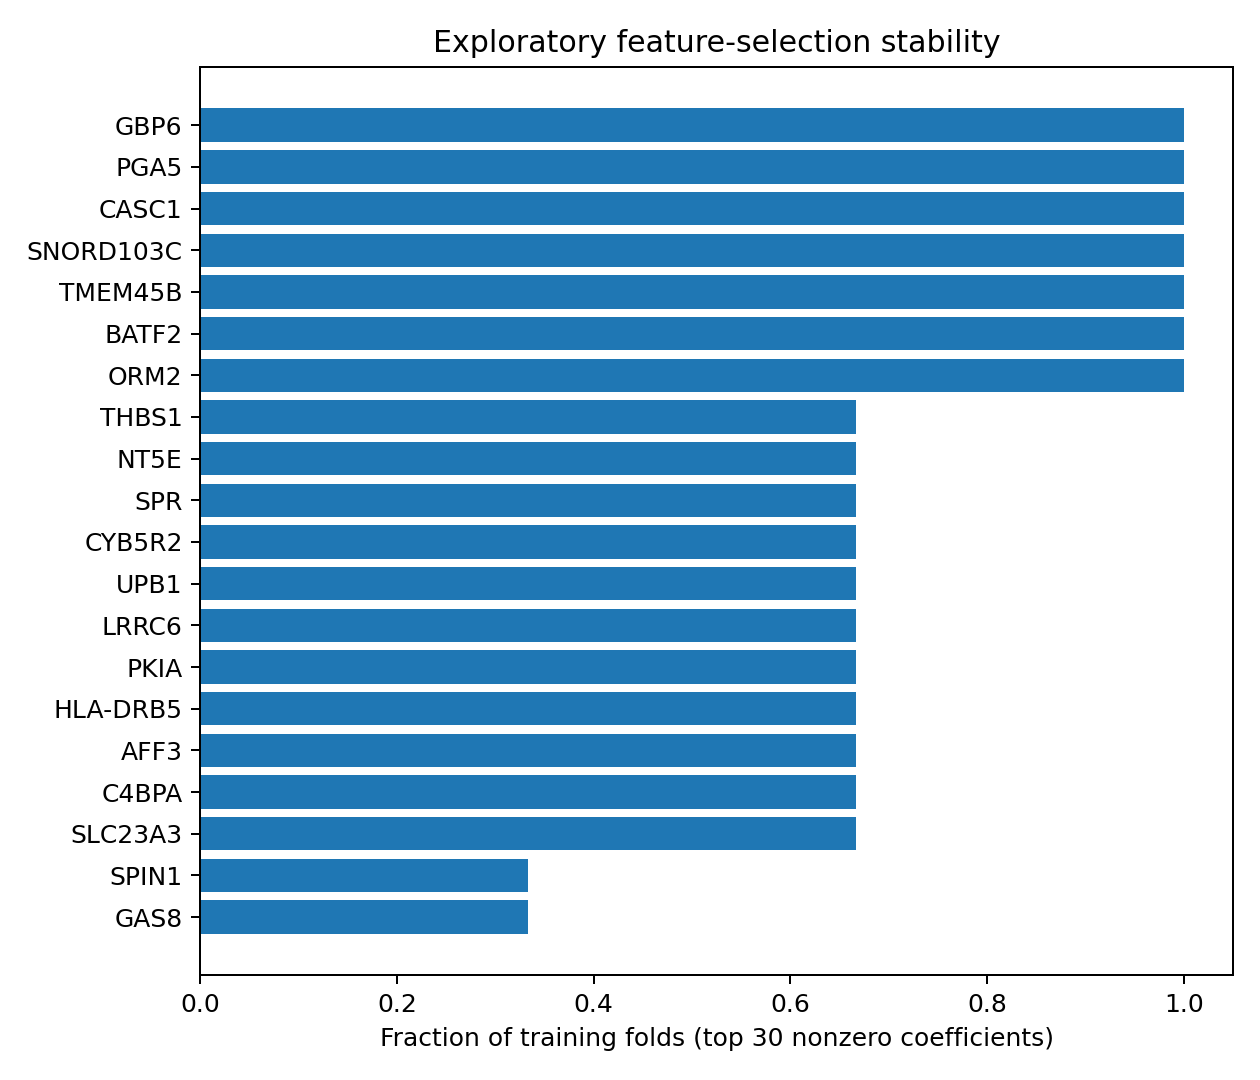 Exploratory feature-selection stability
GBP6
PGA5
CASC1
SNORD103C
TMEM45B
BATF2
ORM2
THBS1
NT5E
SPR
CYB5R2
UPB1
LRRC6
PKIA
HLA-DRB5
AFF3
C4BPA
SLC23A3
SPIN1
GAS8
0.0 0.2 0.4 0.6 0.8 1.0
Fraction of training folds (top 30 nonzero coefficients)